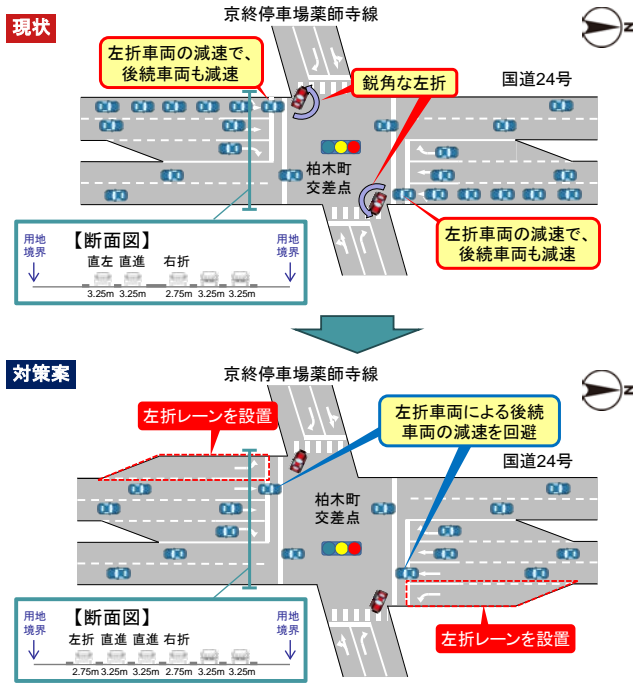 現状
京終停車場薬師寺線
左折車両の減速で、
後続車両も減速
鋭角な左折
国道24号
柏木町
交差点
左折車両の減速で、
後続車両も減速
【断面図】
用地
境界
用地
境界
直左 直進 右折
3.25m 3.25m 2.75m 3.25m 3.25m
対策案
京終停車場薬師寺線
左折レーンを設置
左折車両による後続
車両の減速を回避
国道24号
柏木町
交差点
【断面図】
用地
境界
用地
境界
左折 直進 直進 右折
2.75m 3.25m 3.25m 2.75m 3.25m 3.25m
左折レーンを設置